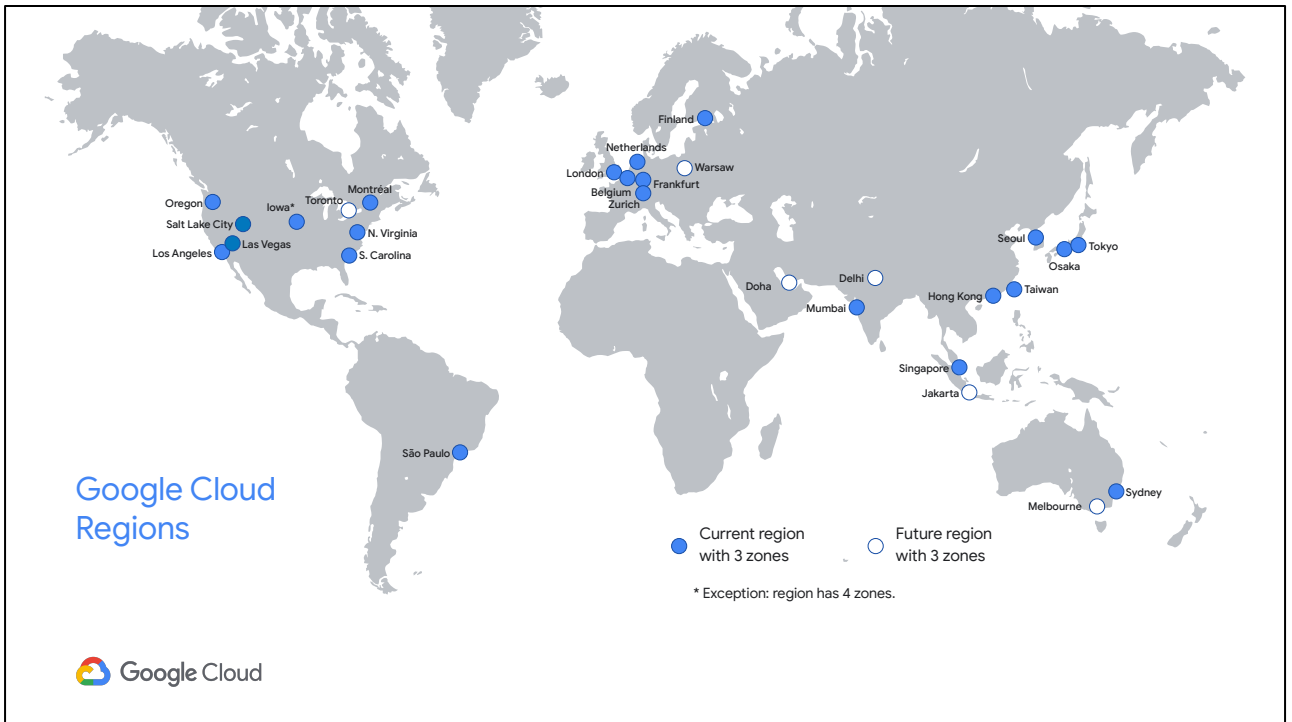 Finland
Netherlands
London
Warsaw
Frankfurt
Belgium
Zurich
Montréal
Toronto
Oregon
Iowa*
Salt Lake City
N. Virginia
Las Vegas
Los Angeles
S. Carolina
Seoul
Tokyo
Osaka
Doha
Delhi
Taiwan
Hong Kong
Mumbai
Singapore
Jakarta
São Paulo
Sydney
Melbourne
Google Cloud
Regions
Current region
with 3 zones
Future region
with 3 zones
* Exception: region has 4 zones.
Google Cloud